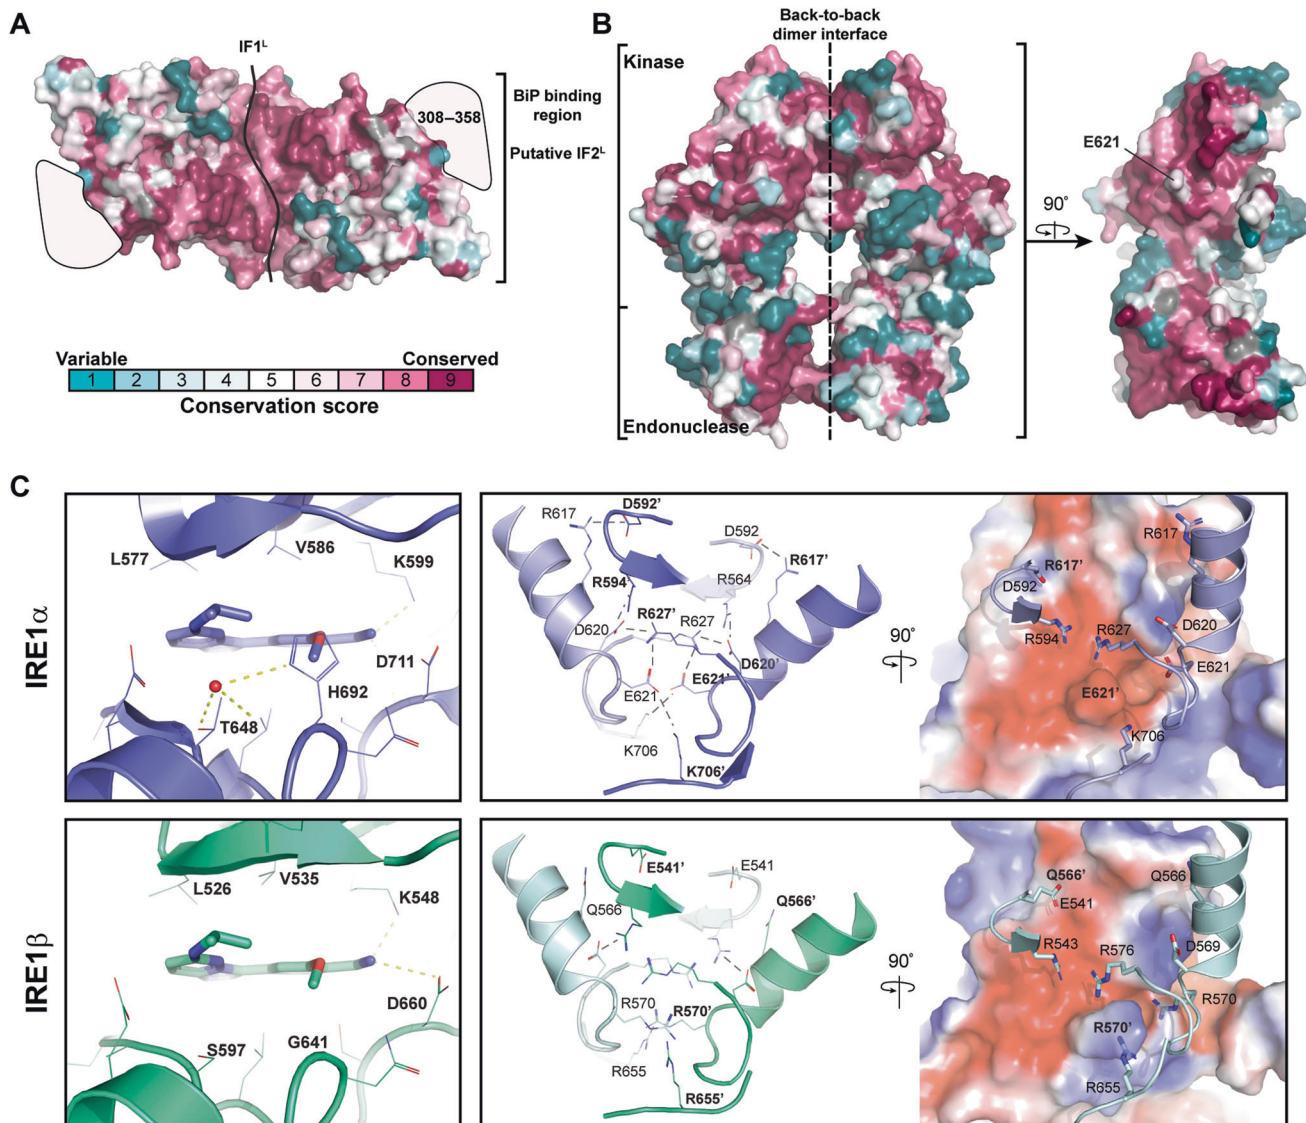 A
IF1ᴸ
308–358
BiP binding
region
Putative IF2ᴸ
Variable
Conserved
1 2 3 4 5 6 7 8 9
Conservation score
B
Back-to-back
dimer interface
Kinase
Endonuclease
90°
E621
C
IRE1α
L577
V586
K599
D711
H692
T648
R617
D592'
D592
R617'
R594'
R564
R627'
R627
D620
D620'
E621
E621'
K706
K706'
90°
R617
R617'
D592
R594
R627
D620
E621
E621'
K706
IRE1β
L526
V535
K548
D660
S597
G641
E541'
E541
Q566
Q566'
R570
R570'
R655
R655'
90°
Q566
Q566'
E541
R543
R576
D569
R570
R570'
R655